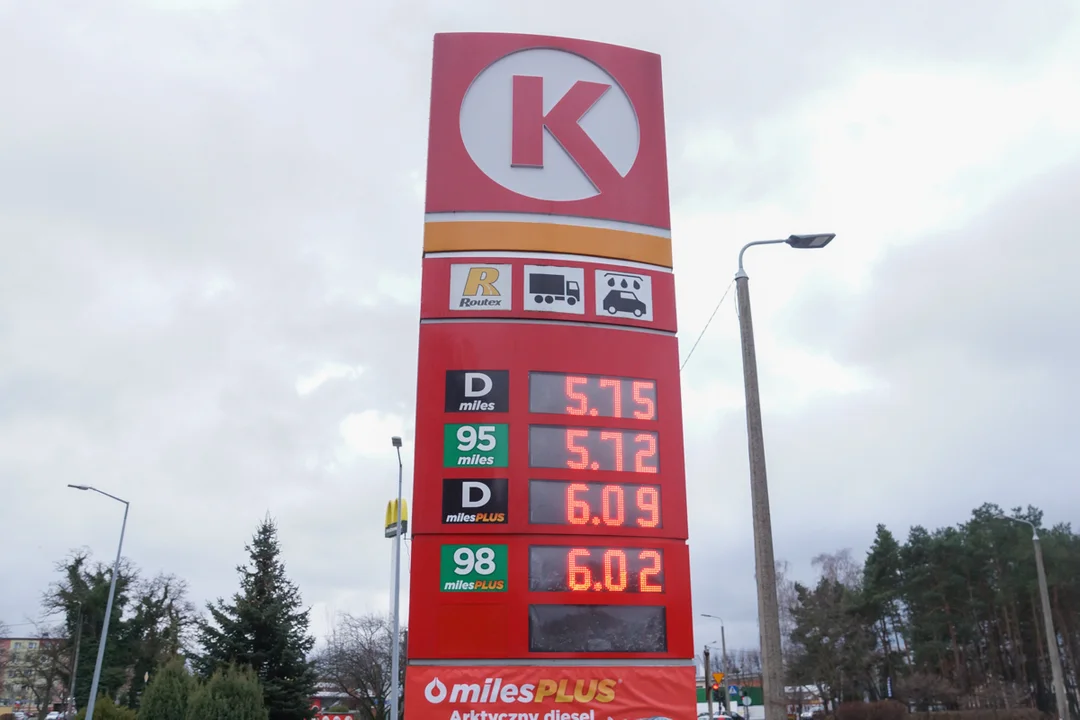 K
R
Routex
D
miles
5.75
95
miles
5.72
D
milesPLUS
6.09
98
milesPLUS
6.02
milesPLUS
Arktyczny diesel